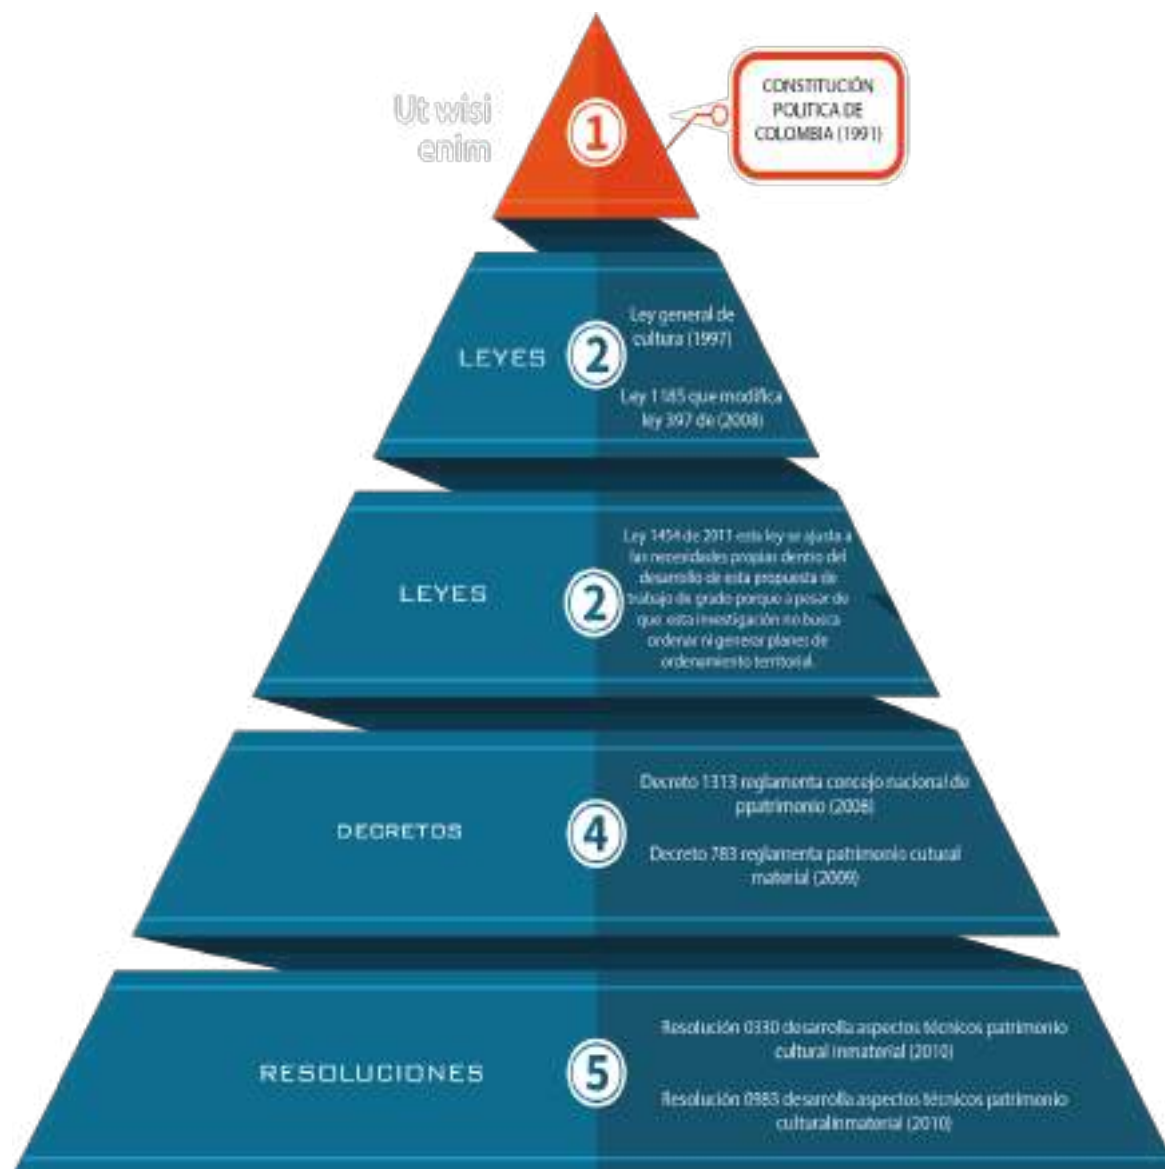 CONSTITUCIÓN
POLITICA DE
COLOMBIA (1991)
Ut wisi
enim
1
Ley general de
cultura (1997)
LEYES
2
Ley 1185 que modifica
ley 397 de (2008)
Ley 1454 de 2011 esta ley se ajusta a
las necesidades propias dentro del
desarrollo de esta propuesta de
trabajo de grado porque a pesar de
que esta investigación no busca
ordenar ni generar planes de
ordenamiento territorial.
LEYES
2
Decreto 1313 reglamenta concejo nacional de
ppatrimonio (2008)
DECRETOS
4
Decreto 783 reglamenta patrimonio cutural
material (2009)
Resolución 0330 desarrolla aspectos técnicos patrimonio
cultural inmaterial (2010)
RESOLUCIONES
5
Resolución 0983 desarrolla aspectos técnicos patrimonio
culturalinmaterial (2010)